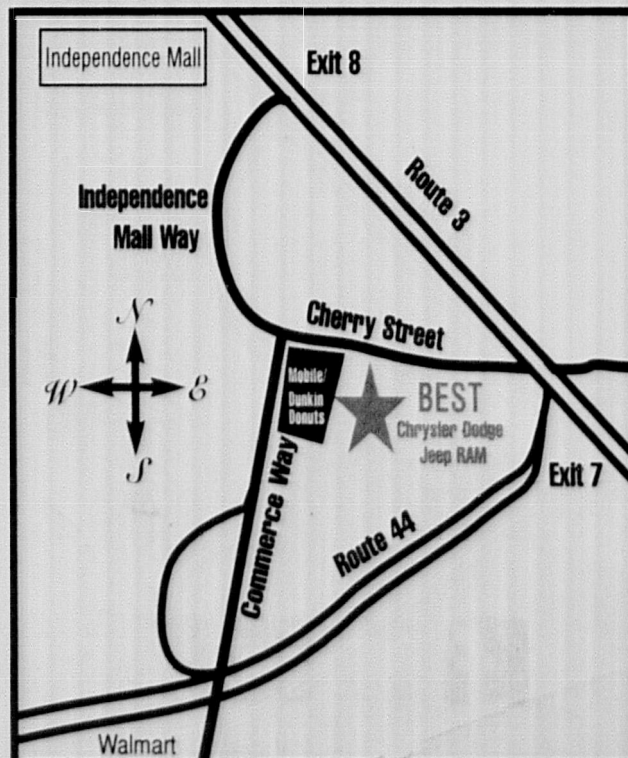 Independence Mall
Exit 8
Route 3
Independence
Mall Way
N
Cherry Street
W
E
Mobile/
Dunkin
Donuts
BEST
Chrysler Dodge
Jeep RAM
S
Exit 7
Commerce Way
Route 44
Walmart